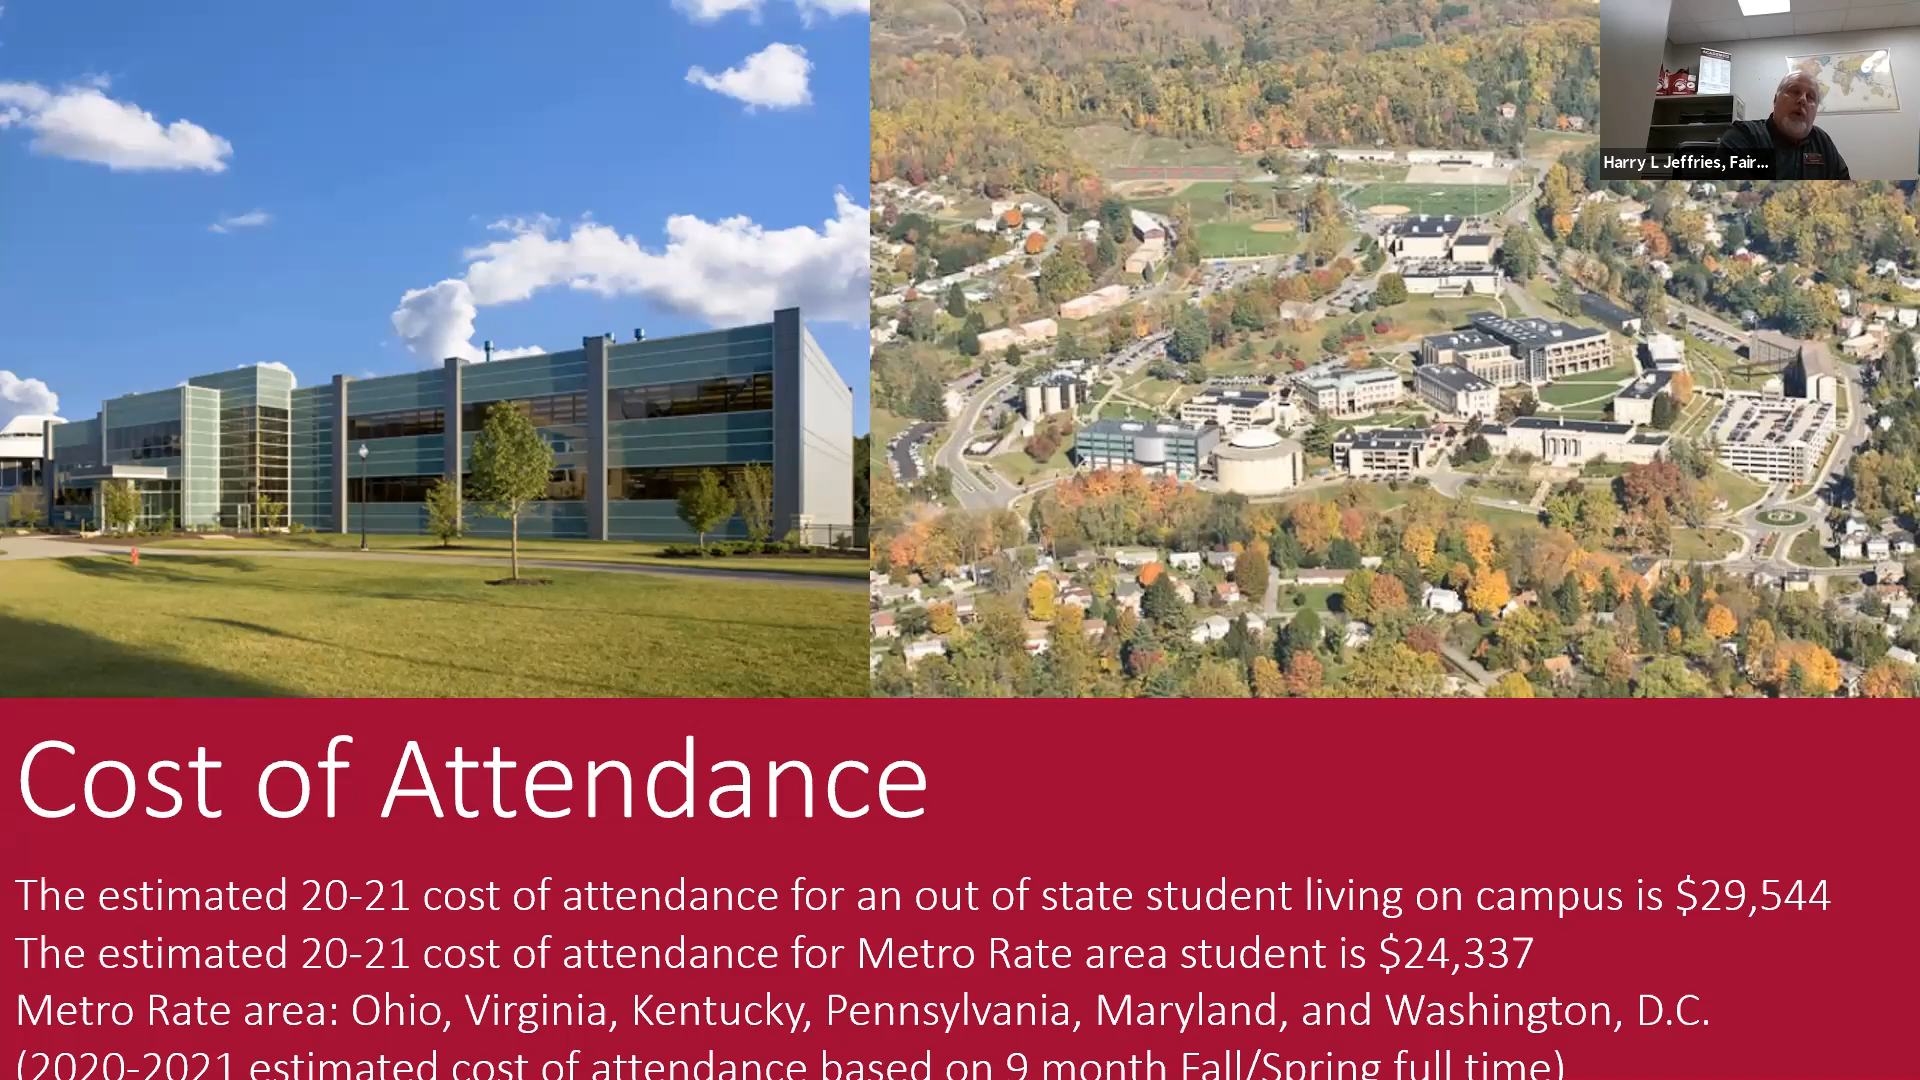 Harry L Jeffries, Fair...
Cost of Attendance
The estimated 20-21 cost of attendance for an out of state student living on campus is $29,544
The estimated 20-21 cost of attendance for Metro Rate area student is $24,337
Metro Rate area: Ohio, Virginia, Kentucky, Pennsylvania, Maryland, and Washington, D.C.
(2020-2021 estimated cost of attendance based on 9 month Fall/Spring full time)